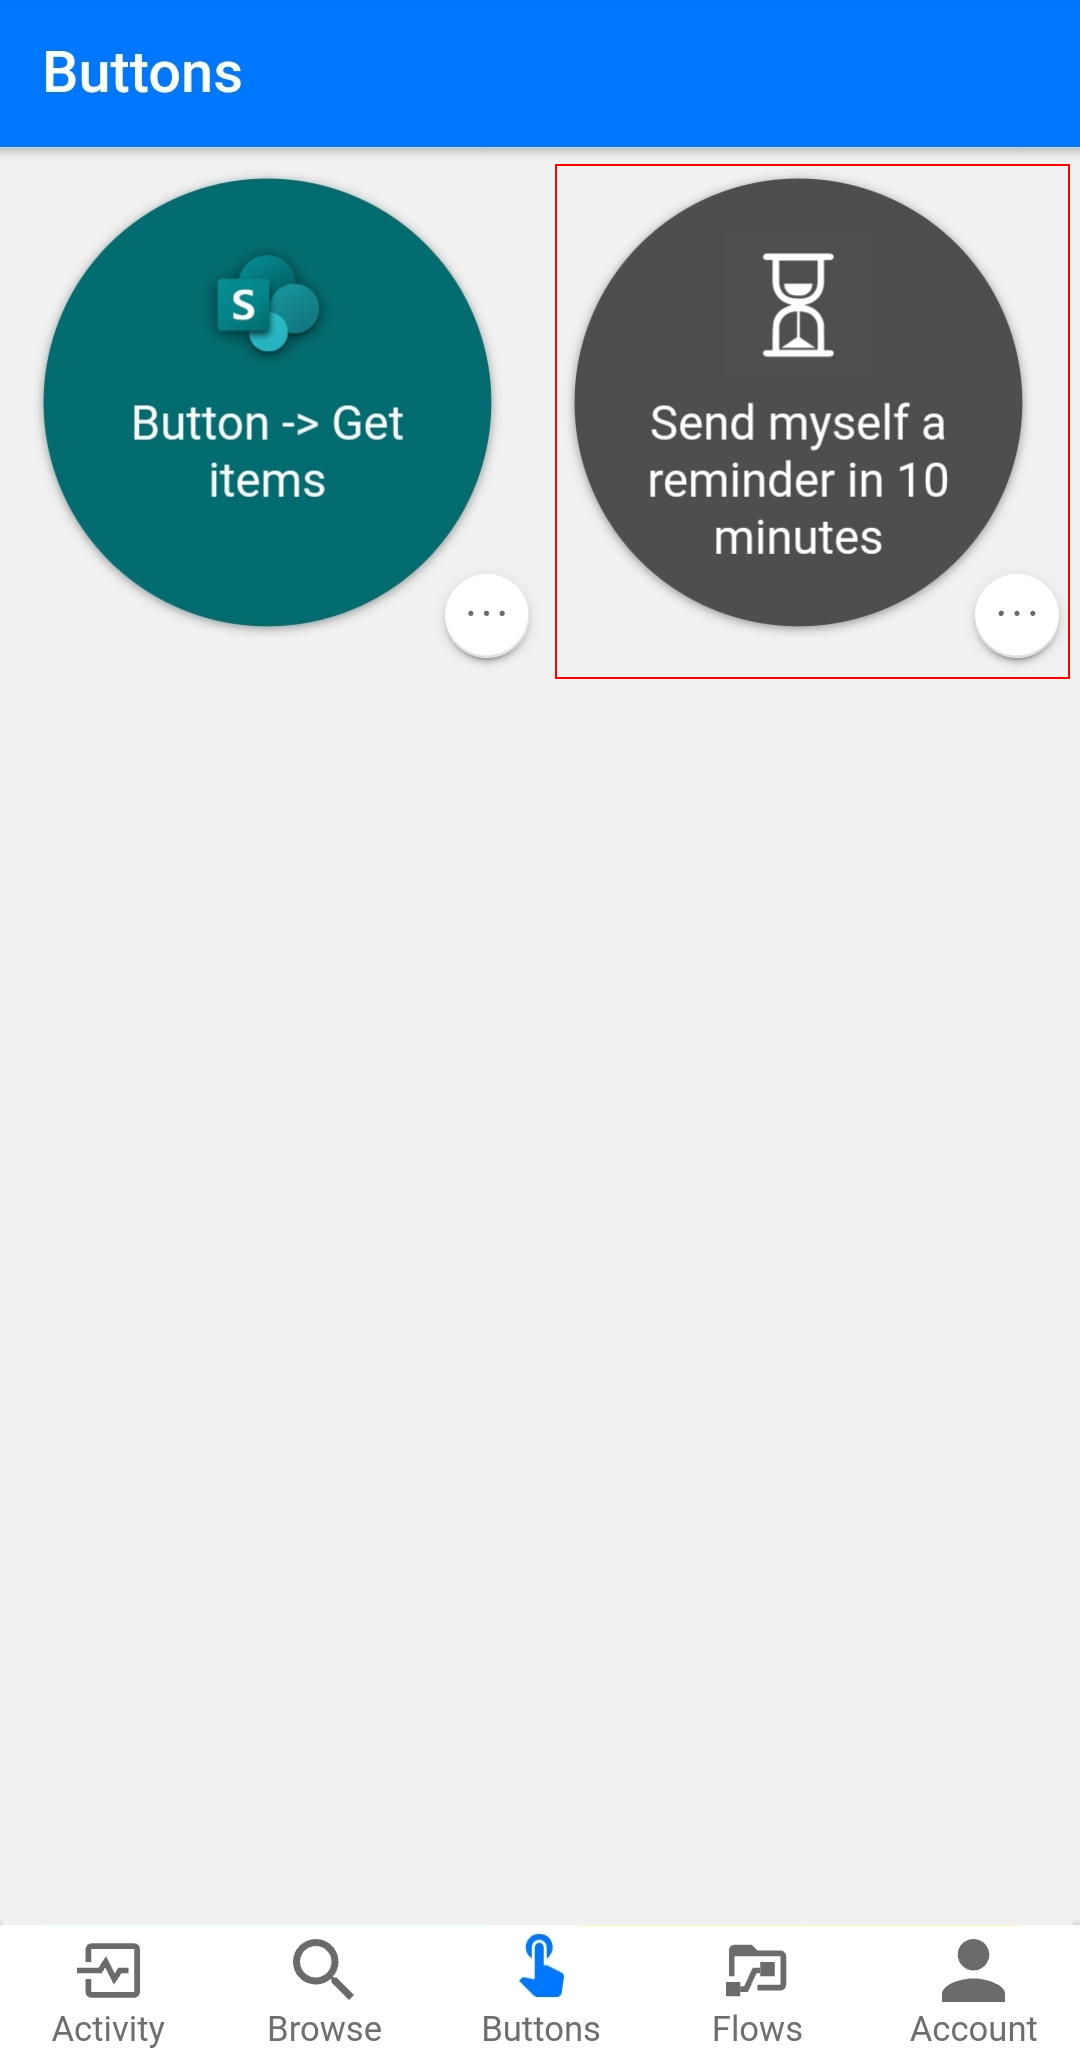 Buttons
S
Button -> Get
items
Send myself a
reminder in 10
minutes
Activity
Browse
Buttons
Flows
Account